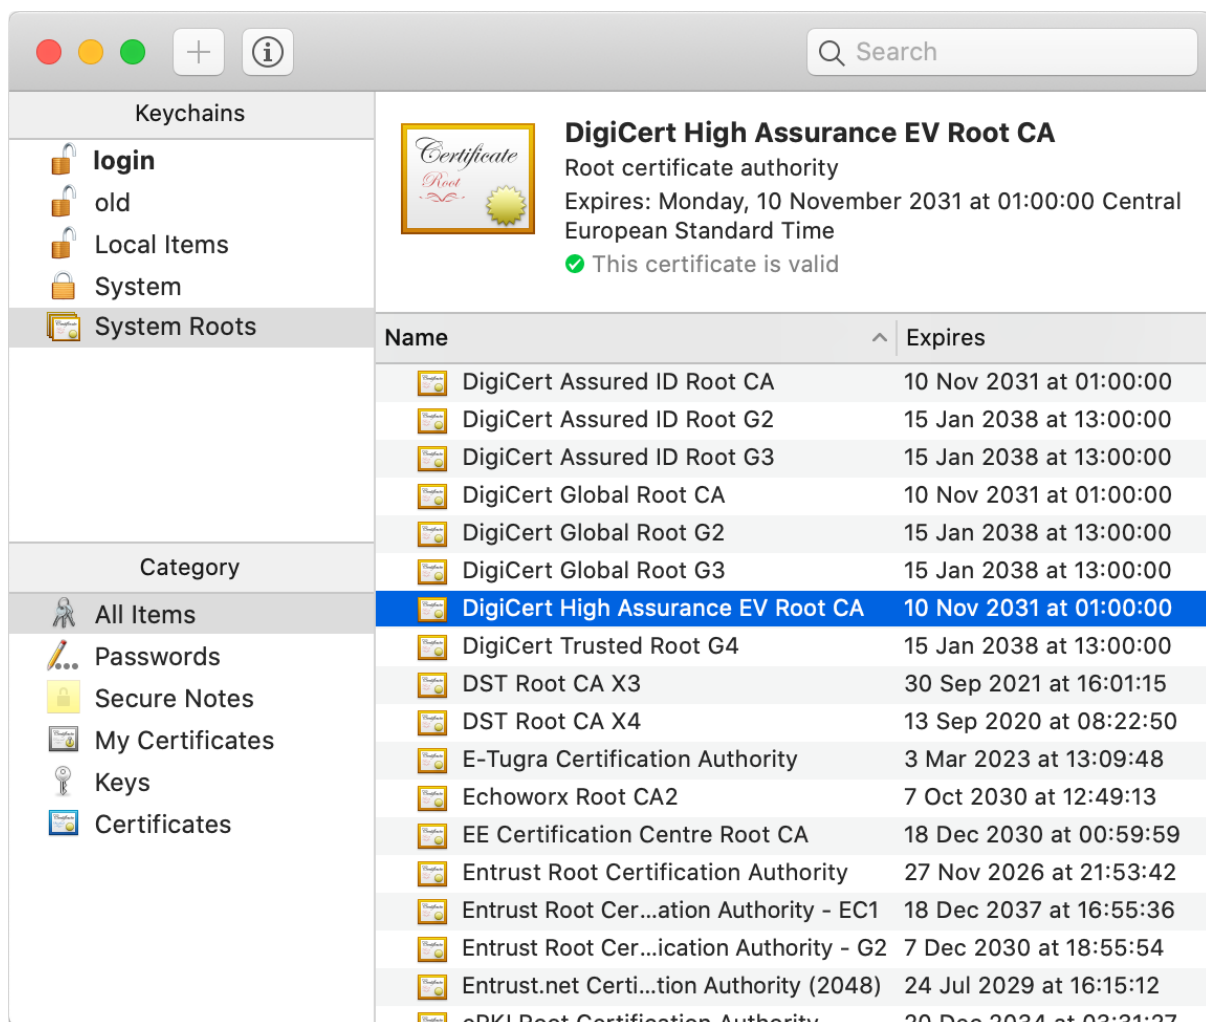 Search
Keychains
login
old
Local Items
System
System Roots
Category
All Items
Passwords
Secure Notes
My Certificates
Keys
Certificates
Certificate
Root
DigiCert High Assurance EV Root CA
Root certificate authority
Expires: Monday, 10 November 2031 at 01:00:00 Central
European Standard Time
This certificate is valid
Name Expires
DigiCert Assured ID Root CA 10 Nov 2031 at 01:00:00
DigiCert Assured ID Root G2 15 Jan 2038 at 13:00:00
DigiCert Assured ID Root G3 15 Jan 2038 at 13:00:00
DigiCert Global Root CA 10 Nov 2031 at 01:00:00
DigiCert Global Root G2 15 Jan 2038 at 13:00:00
DigiCert Global Root G3 15 Jan 2038 at 13:00:00
DigiCert High Assurance EV Root CA 10 Nov 2031 at 01:00:00
DigiCert Trusted Root G4 15 Jan 2038 at 13:00:00
DST Root CA X3 30 Sep 2021 at 16:01:15
DST Root CA X4 13 Sep 2020 at 08:22:50
E-Tugra Certification Authority 3 Mar 2023 at 13:09:48
Echoworx Root CA2 7 Oct 2030 at 12:49:13
EE Certification Centre Root CA 18 Dec 2030 at 00:59:59
Entrust Root Certification Authority 27 Nov 2026 at 21:53:42
Entrust Root Cer...ation Authority - EC1 18 Dec 2037 at 16:55:36
Entrust Root Cer...ication Authority - G2 7 Dec 2030 at 18:55:54
Entrust.net Certi...tion Authority (2048) 24 Jul 2029 at 16:15:12
ePKI Root Certification Authority 20 Dec 2034 at 03:31:27